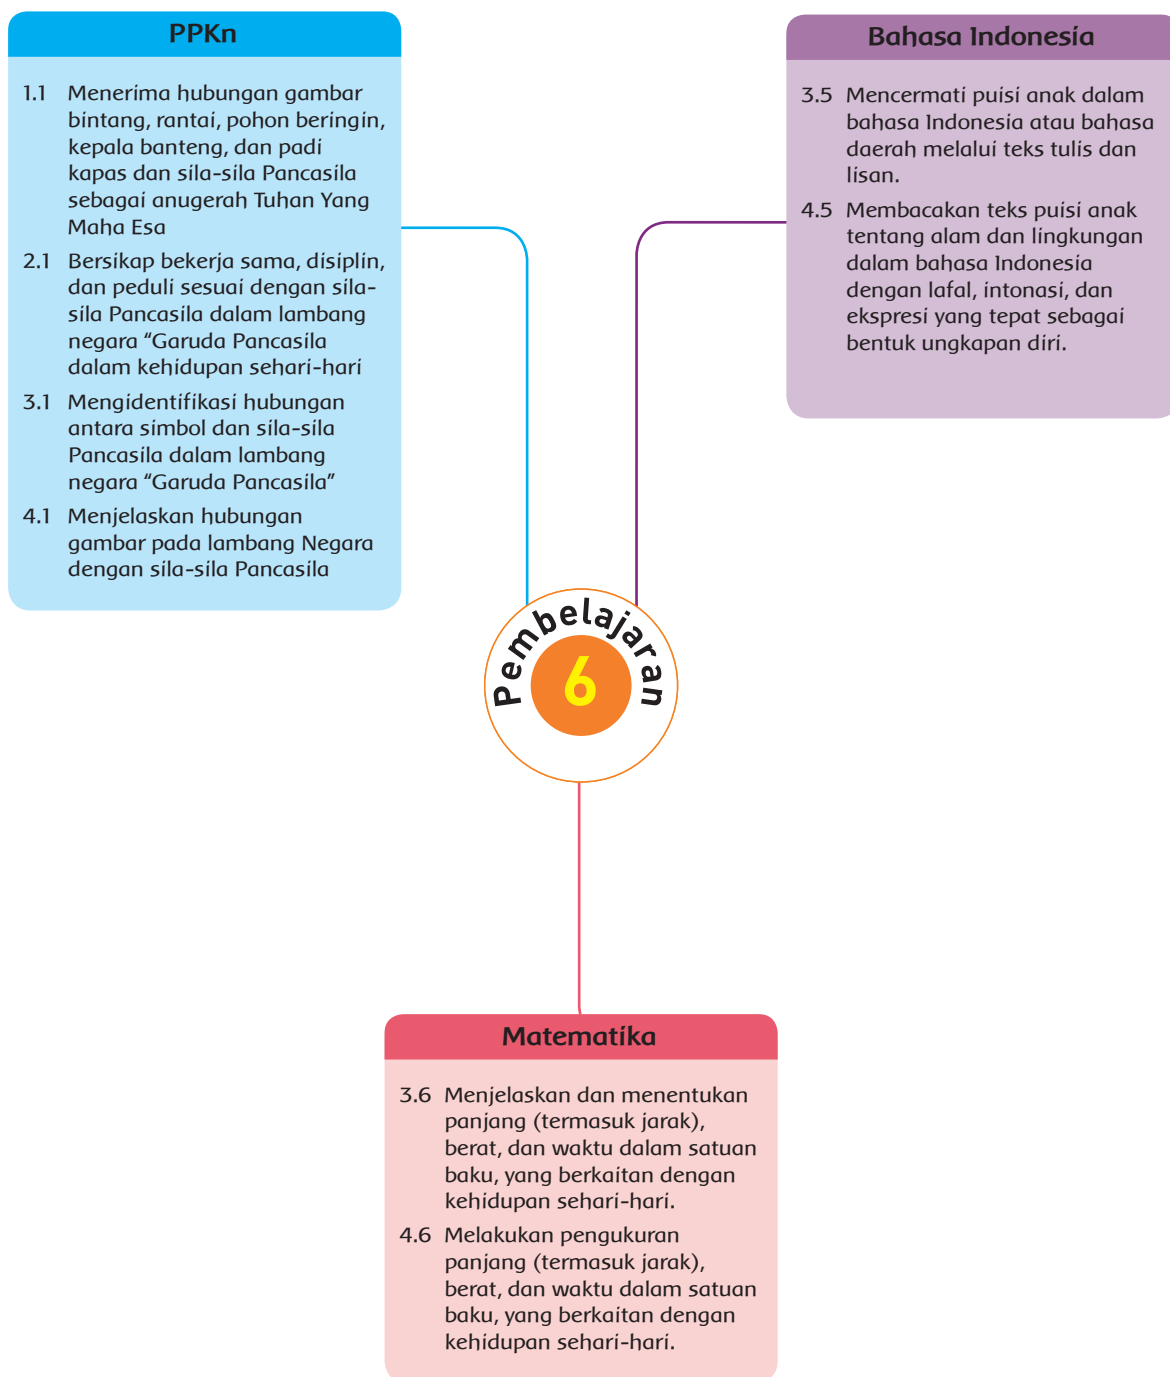 PPKn
1.1 Menerima hubungan gambar
bintang, rantai, pohon beringin,
kepala banteng, dan padi
kapas dan sila-sila Pancasila
sebagai anugerah Tuhan Yang
Maha Esa
2.1 Bersikap bekerja sama, disiplin,
dan peduli sesuai dengan sila-
sila Pancasila dalam lambang
negara “Garuda Pancasila
dalam kehidupan sehari-hari
3.1 Mengidentifikasi hubungan
antara simbol dan sila-sila
Pancasila dalam lambang
negara “Garuda Pancasila”
4.1 Menjelaskan hubungan
gambar pada lambang Negara
dengan sila-sila Pancasila
Bahasa Indonesia
3.5 Mencermati puisi anak dalam
bahasa Indonesia atau bahasa
daerah melalui teks tulis dan
lisan.
4.5 Membacakan teks puisi anak
tentang alam dan lingkungan
dalam bahasa Indonesia
dengan lafal, intonasi, dan
ekspresi yang tepat sebagai
bentuk ungkapan diri.
Pembelajaran
6
Matematika
3.6 Menjelaskan dan menentukan
panjang (termasuk jarak),
berat, dan waktu dalam satuan
baku, yang berkaitan dengan
kehidupan sehari-hari.
4.6 Melakukan pengukuran
panjang (termasuk jarak),
berat, dan waktu dalam satuan
baku, yang berkaitan dengan
kehidupan sehari-hari.